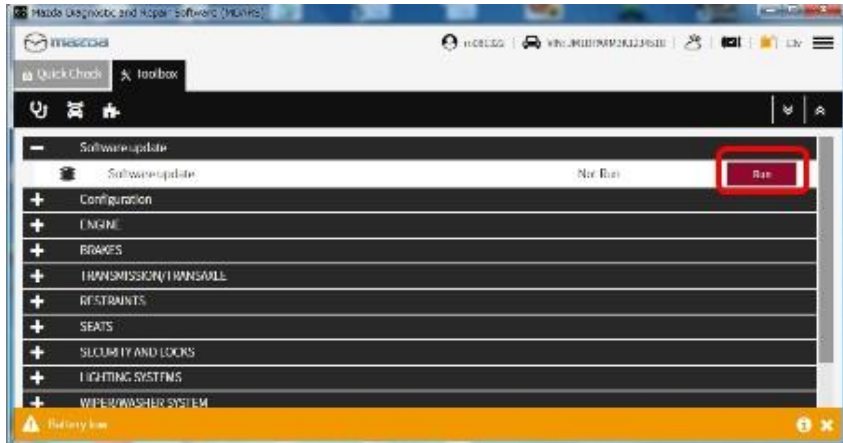 Mazda Diagnostic and Repair Software (MDARS)
mazda
VIN:
Quick Check
Toolbox
Software update
Software update Not Run Run
Configuration
ENGINE
BRAKES
TRANSMISSION/TRANSAXLE
RESTRAINTS
SEATS
SECURITY AND LOCKS
LIGHTING SYSTEMS
WIPER/WASHER SYSTEM
Battery low